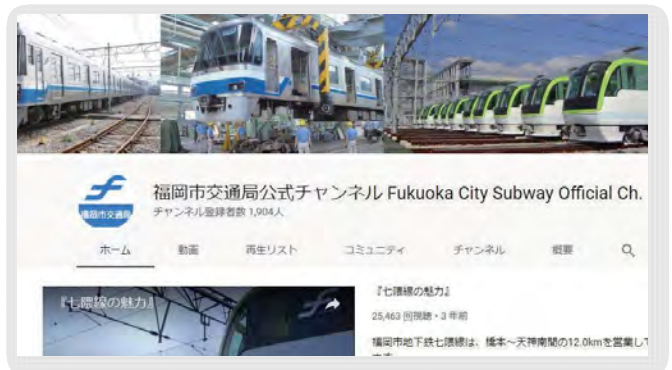 福岡市交通局公式チャンネル Fukuoka City Subway Official Ch.
福岡市交通局
チャンネル登録者数 1,904人
ホーム 動画 再生リスト コミュニティ チャンネル 概要
『七隈線の魅力』
『七隈線の魅力』
25,463 回視聴・3 年前
福岡市地下鉄七隈線は、橋本～天神南間の12.0kmを営業して